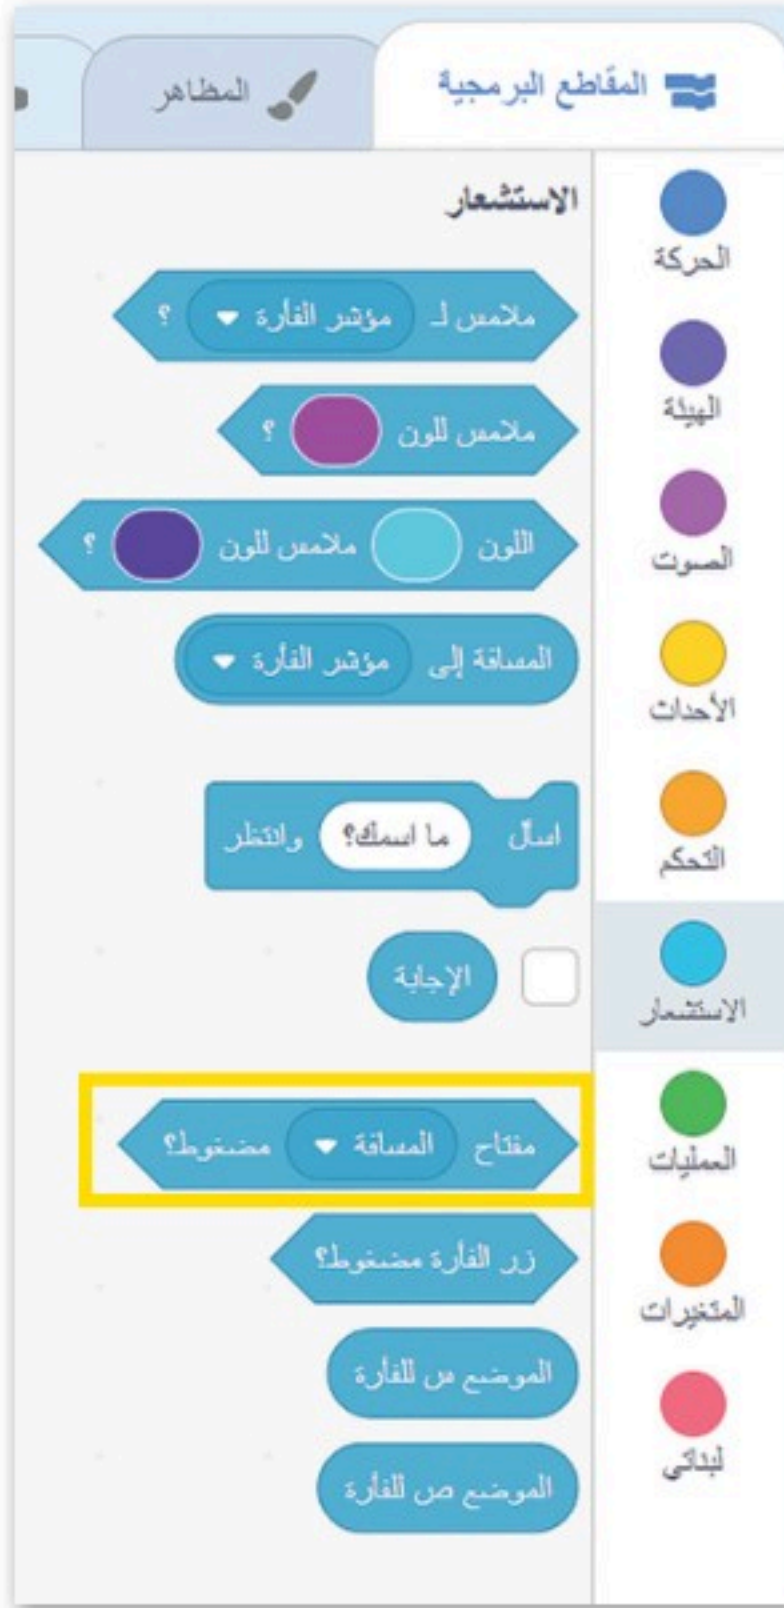 المقاطع البرمجية
المظاهر
الحركة
الهيئة
الصوت
الأحداث
التحكم
الاستشعار
العمليات
المتغيرات
لبناتي
الاستشعار
ملامس لـ مؤشر الفأرة ؟
ملامس للون ؟
اللون ملامس للون ؟
المسافة إلى مؤشر الفأرة
اسأل ما اسمك؟ وانتظر
الإجابة
مفتاح المسافة مضغوط؟
زر الفأرة مضغوط؟
الموضع س للفأرة
الموضع ص للفأرة